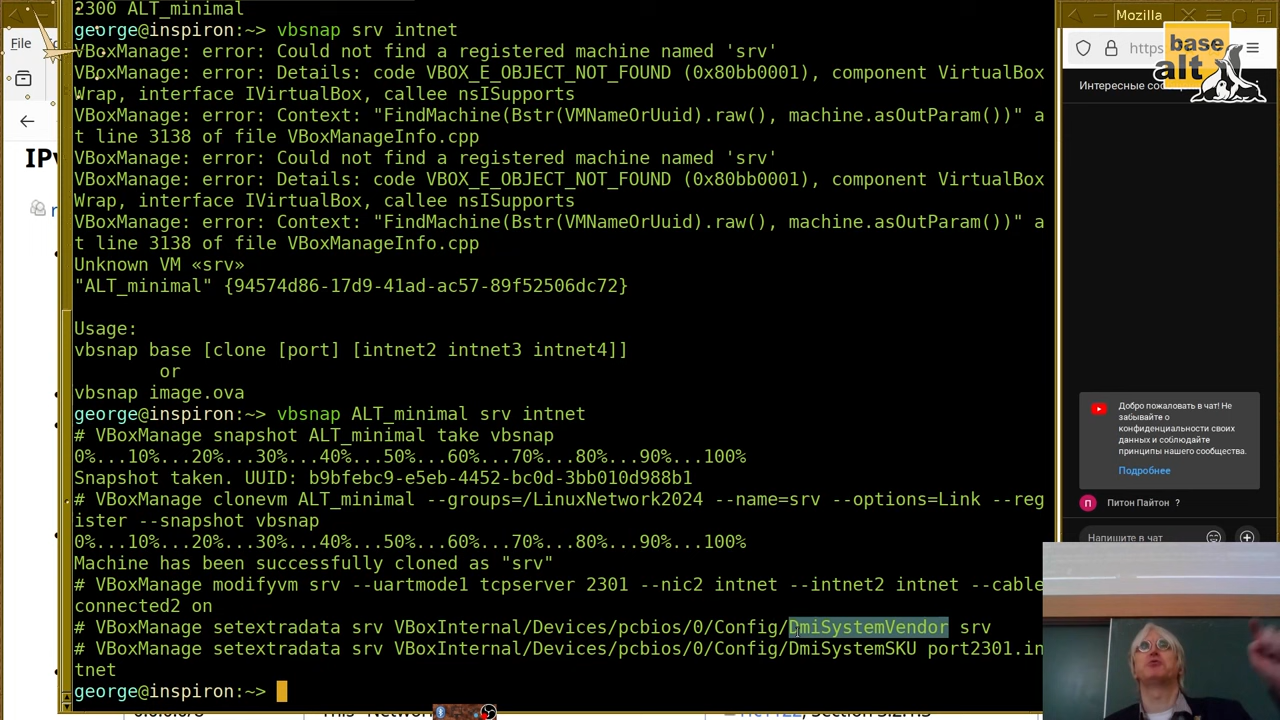 2300 ALT_minimal
george@inspiron:~> vbsnap srv intnet
VBoxManage: error: Could not find a registered machine named 'srv'
VBoxManage: error: Details: code VBOX_E_OBJECT_NOT_FOUND (0x80bb0001), component VirtualBox
Wrap, interface IVirtualBox, callee nsISupports
VBoxManage: error: Context: "FindMachine(Bstr(VMNameOrUuid).raw(), machine.asOutParam())" a
t line 3138 of file VBoxManageInfo.cpp
VBoxManage: error: Could not find a registered machine named 'srv'
VBoxManage: error: Details: code VBOX_E_OBJECT_NOT_FOUND (0x80bb0001), component VirtualBox
Wrap, interface IVirtualBox, callee nsISupports
VBoxManage: error: Context: "FindMachine(Bstr(VMNameOrUuid).raw(), machine.asOutParam())" a
t line 3138 of file VBoxManageInfo.cpp
Unknown VM «srv»
"ALT_minimal" {94574d86-17d9-41ad-ac57-89f52506dc72}
Usage:
vbsnap base [clone [port] [intnet2 intnet3 intnet4]]
or
vbsnap image.ova
george@inspiron:~> vbsnap ALT_minimal srv intnet
# VBoxManage snapshot ALT_minimal take vbsnap
0%...10%...20%...30%...40%...50%...60%...70%...80%...90%...100%
Snapshot taken. UUID: b9bfebc9-e5eb-4452-bc0d-3bb010d988b1
# VBoxManage clonevm ALT_minimal --groups=/LinuxNetwork2024 --name=srv --options=Link --reg
ister --snapshot vbsnap
0%...10%...20%...30%...40%...50%...60%...70%...80%...90%...100%
Machine has been successfully cloned as "srv"
# VBoxManage modifyvm srv --uartmode1 tcpserver 2301 --nic2 intnet --intnet2 intnet --cable
connected2 on
# VBoxManage setextradata srv VBoxInternal/Devices/pcbios/0/Config/DmiSystemVendor srv
# VBoxManage setextradata srv VBoxInternal/Devices/pcbios/0/Config/DmiSystemSKU port2301.in
tnet
george@inspiron:~>
File
Mozilla
https
base
alt
Интересные
Добро пожаловать в чат! Не
забывайте о
конфиденциальности своих
данных и соблюдайте
принципы нашего сообщества.
Подробнее
П
Питон Пайтон ?
Напишите в чат